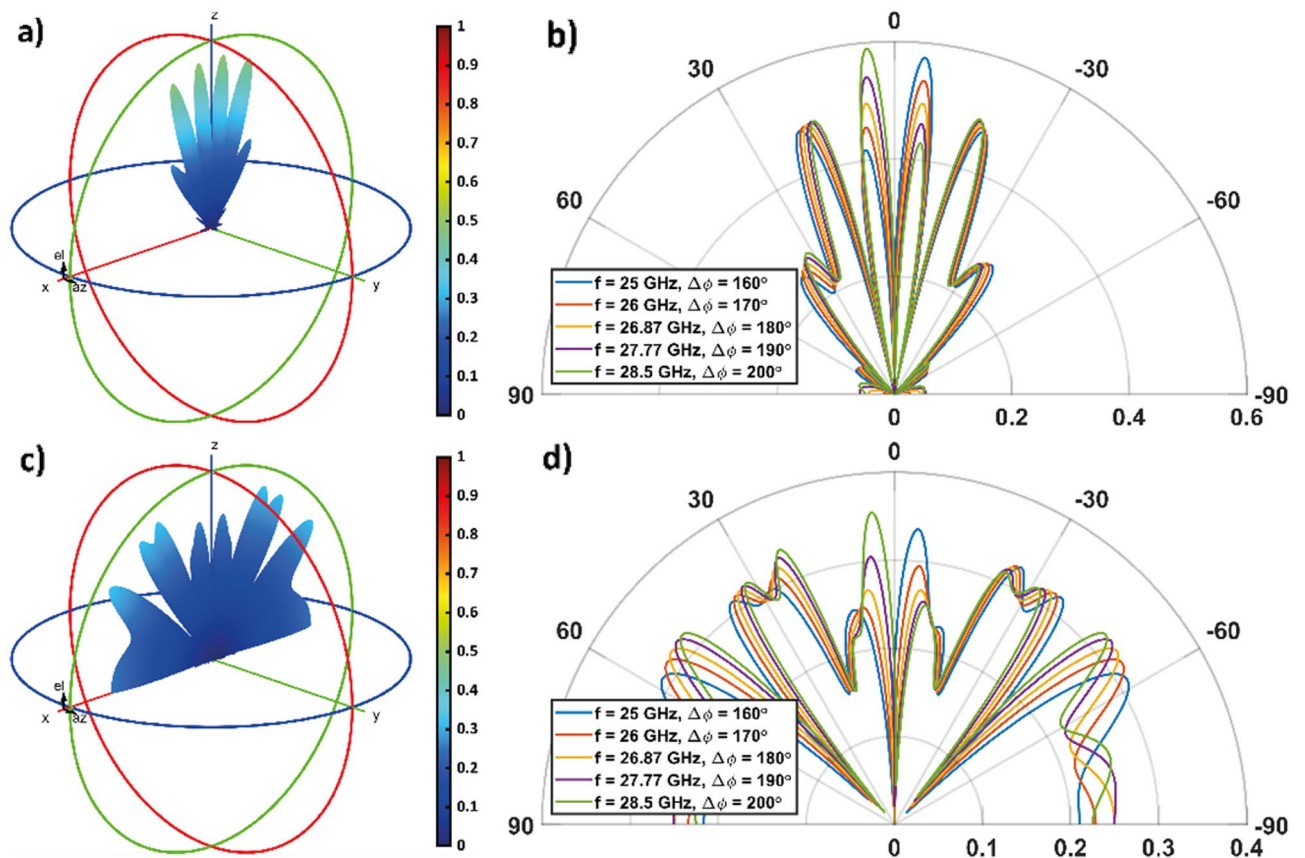 a)
z
1
0.9
0.8
0.7
0.6
0.5
0.4
0.3
0.2
0.1
0
el
x
az
y
b)
0
30
-30
60
-60
f = 25 GHz, Δϕ = 160°
f = 26 GHz, Δϕ = 170°
f = 26.87 GHz, Δϕ = 180°
f = 27.77 GHz, Δϕ = 190°
f = 28.5 GHz, Δϕ = 200°
90
-90
0
0.2
0.4
0.6
c)
z
1
0.9
0.8
0.7
0.6
0.5
0.4
0.3
0.2
0.1
0
el
x
az
y
d)
0
30
-30
60
-60
f = 25 GHz, Δϕ = 160°
f = 26 GHz, Δϕ = 170°
f = 26.87 GHz, Δϕ = 180°
f = 27.77 GHz, Δϕ = 190°
f = 28.5 GHz, Δϕ = 200°
90
-90
0
0.1
0.2
0.3
0.4